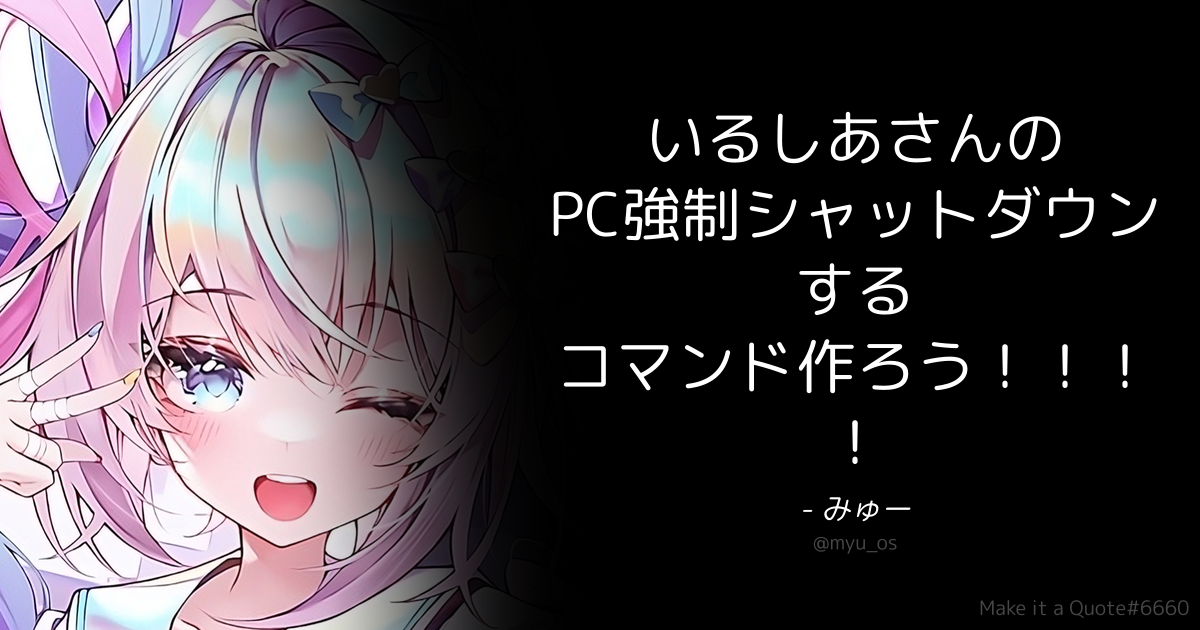 いるしあさんの
PC強制シャットダウン
する
コマンド作ろう！！！
！
- みゅー
@myu_os
Make it a Quote#6660